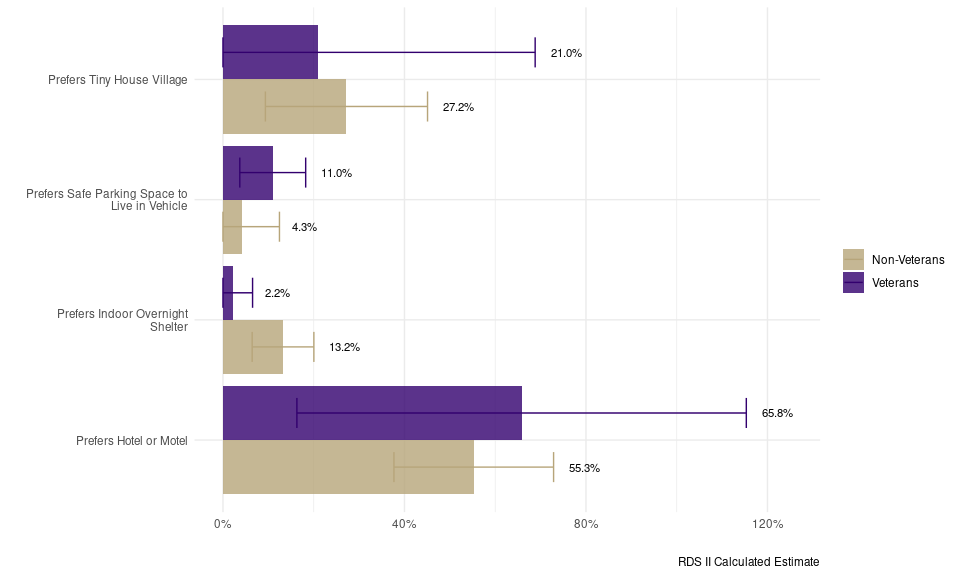 21.0%
Prefers Tiny House Village
27.2%
11.0%
Prefers Safe Parking Space to
Live in Vehicle
4.3%
2.2%
Prefers Indoor Overnight
Shelter
13.2%
65.8%
Prefers Hotel or Motel
55.3%
Non-Veterans
Veterans
0%
40%
80%
120%
RDS II Calculated Estimate